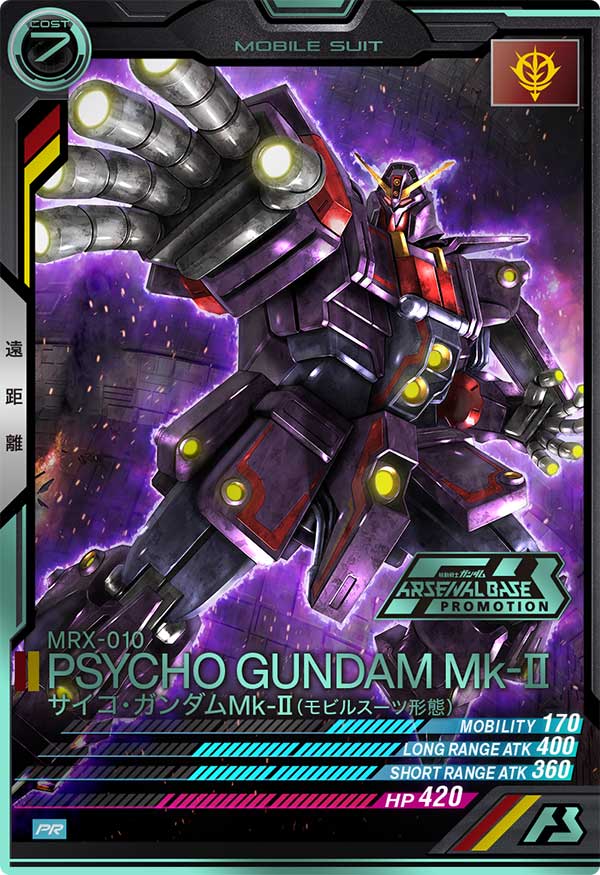 COST
7
MOBILE SUIT
遠距離
機動戦士ガンダム
ARSENAL BASE
PROMOTION
MRX-010
PSYCHO GUNDAM Mk-Ⅱ
サイコ・ガンダムMk-Ⅱ(モビルスーツ形態)
MOBILITY 170
LONG RANGE ATK 400
SHORT RANGE ATK 360
HP 420
PR
AB